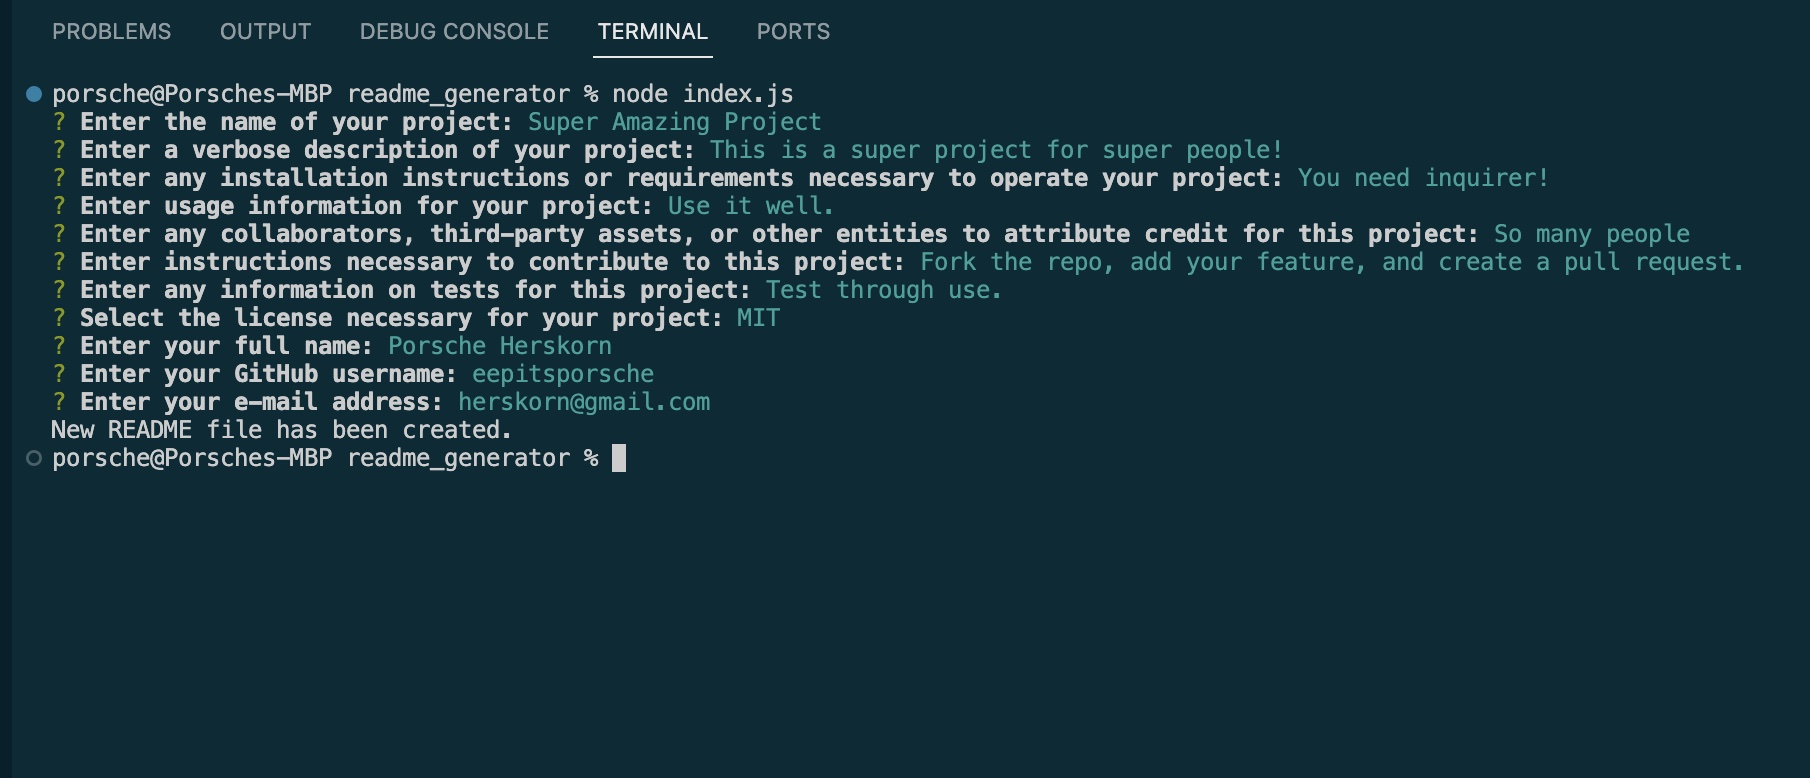 PROBLEMS OUTPUT DEBUG CONSOLE TERMINAL PORTS
porsche@Porsches-MBP readme_generator % node index.js
? Enter the name of your project: Super Amazing Project
? Enter a verbose description of your project: This is a super project for super people!
? Enter any installation instructions or requirements necessary to operate your project: You need inquirer!
? Enter usage information for your project: Use it well.
? Enter any collaborators, third-party assets, or other entities to attribute credit for this project: So many people
? Enter instructions necessary to contribute to this project: Fork the repo, add your feature, and create a pull request.
? Enter any information on tests for this project: Test through use.
? Select the license necessary for your project: MIT
? Enter your full name: Porsche Herskorn
? Enter your GitHub username: eepitsporsche
? Enter your e-mail address: herskorn@gmail.com
New README file has been created.
porsche@Porsches-MBP readme_generator %